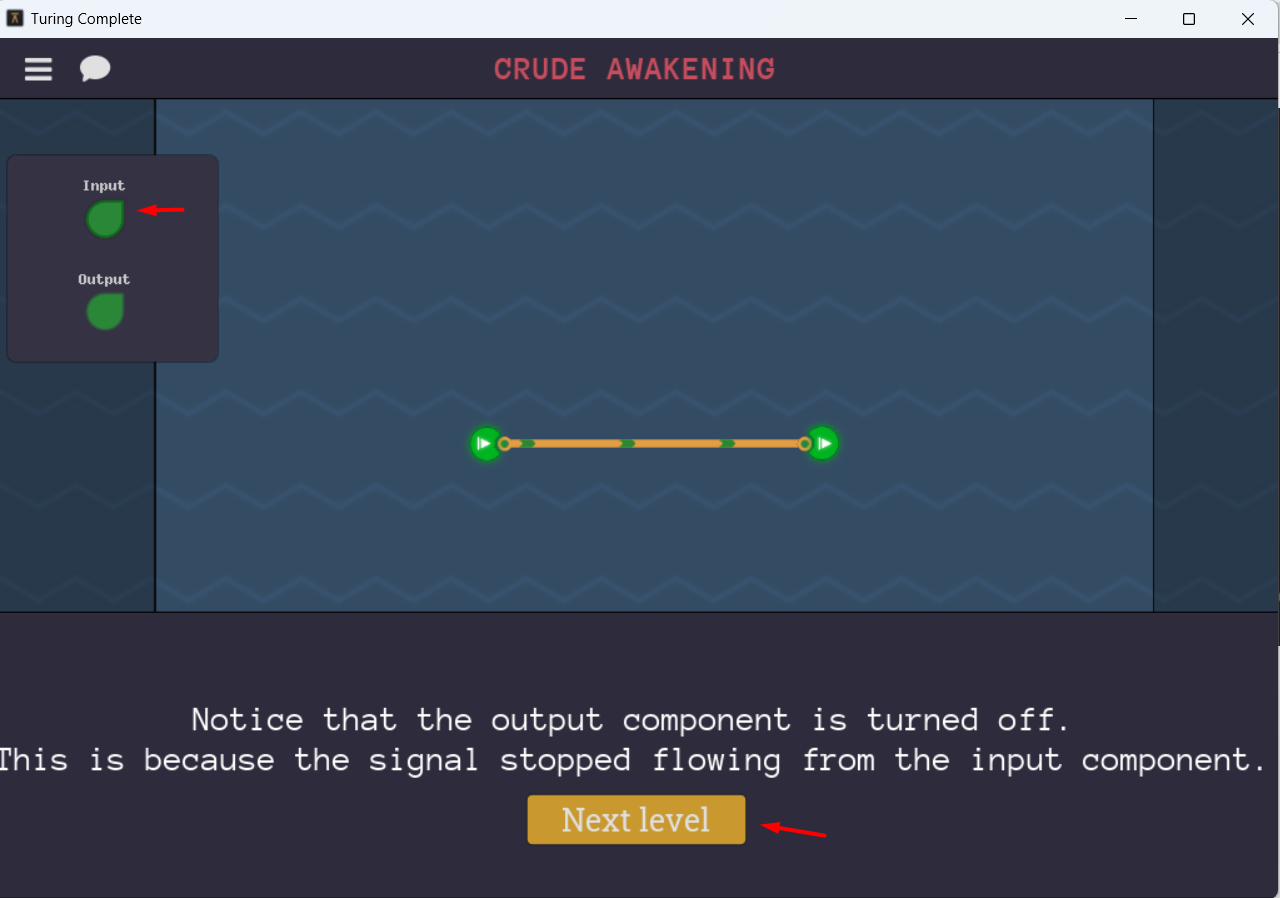 Turing Complete
CRUDE AWAKENING
Input
Output
Notice that the output component is turned off.
This is because the signal stopped flowing from the input component.
Next level